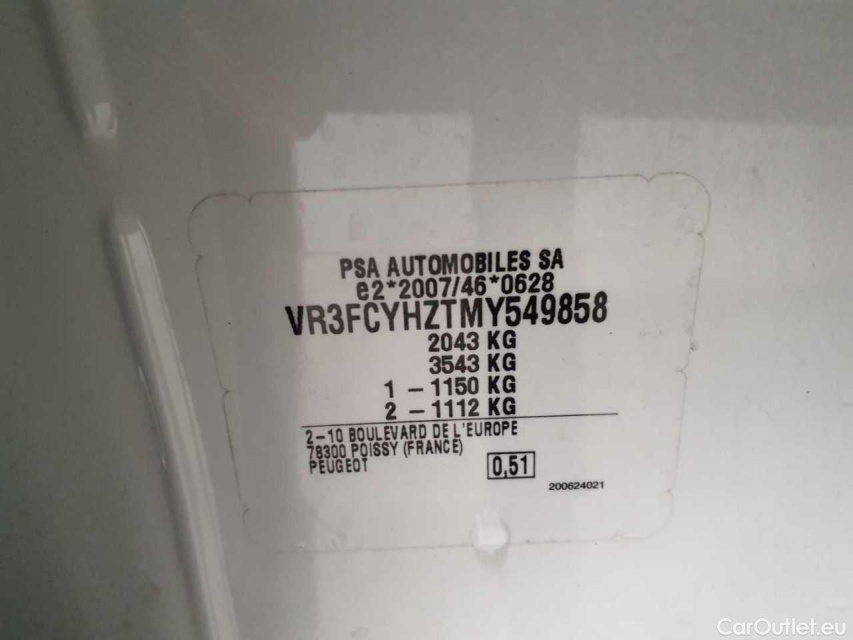 PSA AUTOMOBILES SA
e2*2007/46*0628
VR3FCYHZTMY549858
2043 KG
3543 KG
1 - 1150 KG
2 - 1112 KG
2-10 BOULEVARD DE L'EUROPE
78300 POISSY (FRANCE)
PEUGEOT
0,51
200624021
CarOutlet.eu